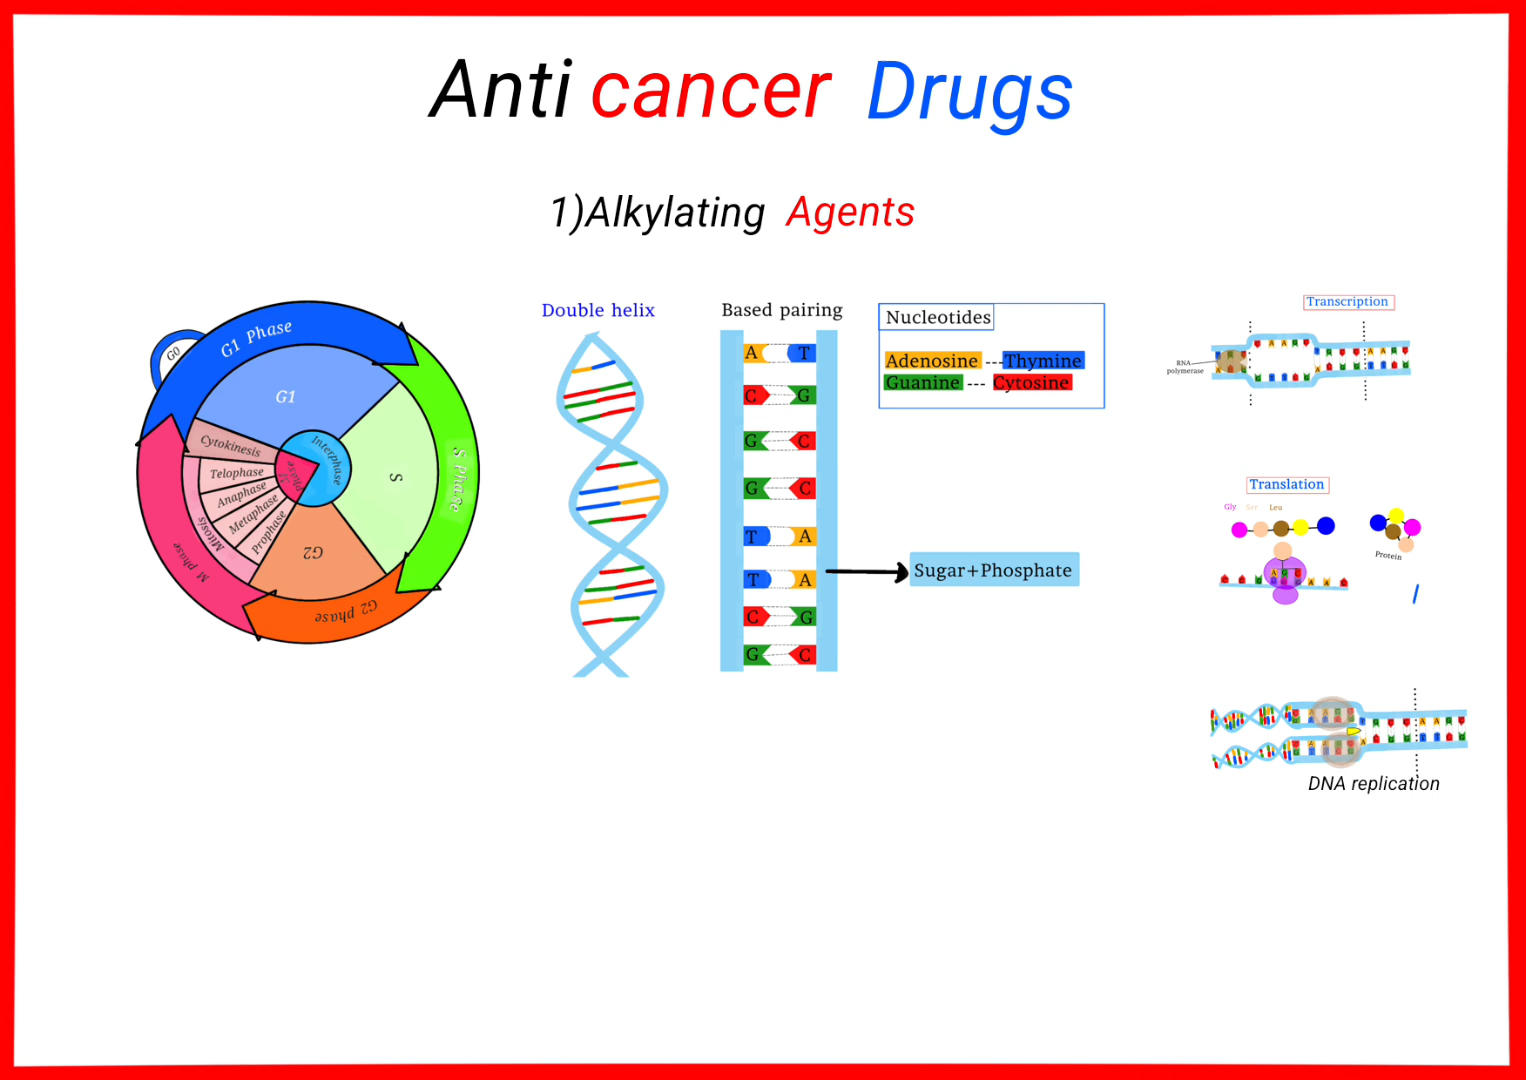 Anti cancer Drugs
1)Alkylating Agents
G0
G1 Phase
G1
S Phase
S
G2
G2 phase
M phase
Mitosis
Cytokinesis
Telophase
Anaphase
Metaphase
Prophase
Interphase
M
phase
Double helix
Based pairing
A T
C G
G C
G C
T A
T A
C G
G C
Nucleotides
Adenosine ---Thymine
Guanine --- Cytosine
Sugar+Phosphate
Transcription
RNA
polymerase
Translation
Gly Ser Leu
Protein
DNA replication